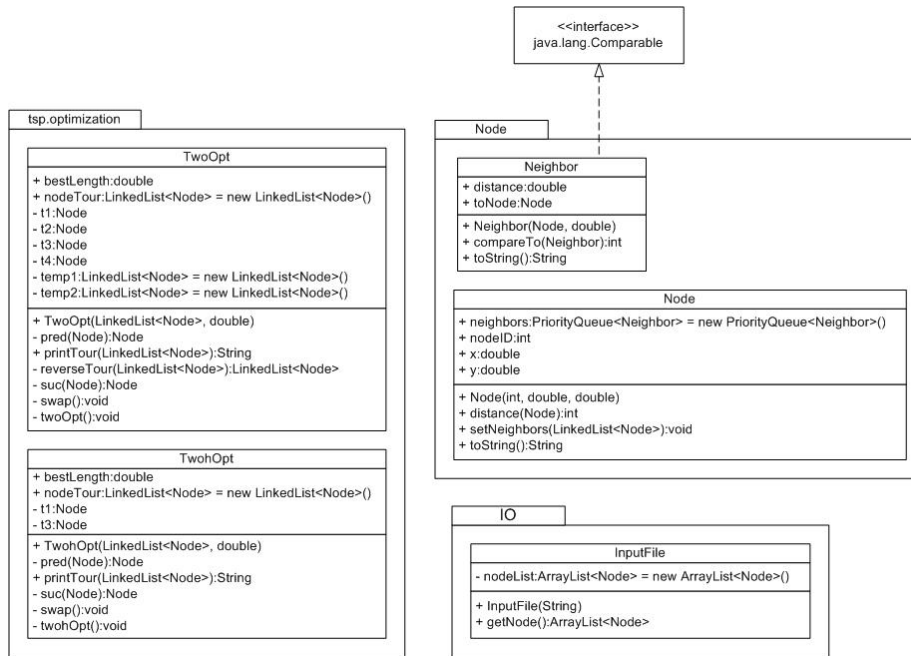 <<interface>>
java.lang.Comparable
tsp.optimization
TwoOpt
+ bestLength:double
+ nodeTour:LinkedList<Node> = new LinkedList<Node>()
- t1:Node
- t2:Node
- t3:Node
- t4:Node
- temp1:LinkedList<Node> = new LinkedList<Node>()
- temp2:LinkedList<Node> = new LinkedList<Node>()
+ TwoOpt(LinkedList<Node>, double)
- pred(Node):Node
+ printTour(LinkedList<Node>):String
- reverseTour(LinkedList<Node>):LinkedList<Node>
- suc(Node):Node
- swap():void
- twoOpt():void
TwohOpt
+ bestLength:double
+ nodeTour:LinkedList<Node> = new LinkedList<Node>()
- t1:Node
- t3:Node
+ TwohOpt(LinkedList<Node>, double)
- pred(Node):Node
+ printTour(LinkedList<Node>):String
- suc(Node):Node
- swap():void
- twohOpt():void
Node
Neighbor
+ distance:double
+ toNode:Node
+ Neighbor(Node, double)
+ compareTo(Neighbor):int
+ toString():String
Node
+ neighbors:PriorityQueue<Neighbor> = new PriorityQueue<Neighbor>()
+ nodeID:int
+ x:double
+ y:double
+ Node(int, double, double)
+ distance(Node):int
+ setNeighbors(LinkedList<Node>):void
+ toString():String
IO
InputFile
- nodeList:ArrayList<Node> = new ArrayList<Node>()
+ InputFile(String)
+ getNode():ArrayList<Node>